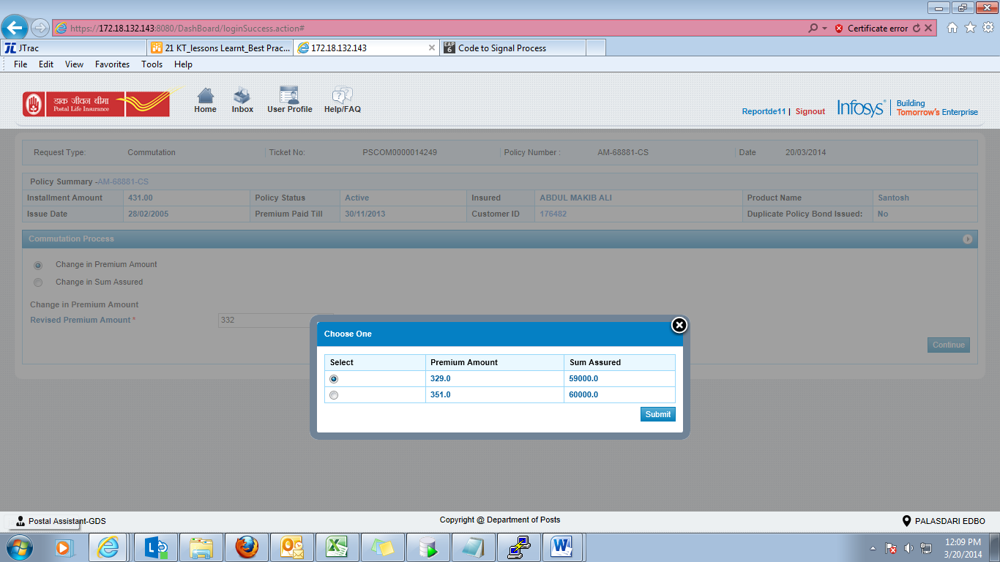 https://172.18.132.143:8080/DashBoard/loginSuccess.action#
Certificate error
JTrac
21 KT_lessons Learnt_Best Prac...
172.18.132.143
Code to Signal Process
File Edit View Favorites Tools Help
डाक जीवन बीमा
Postal Life Insurance
Home Inbox User Profile Help/FAQ
Reportde11 | Signout
Infosys | Building
Tomorrow's Enterprise
Request Type: Commutation Ticket No: PSCOM0000014249 Policy Number : AM-68881-CS Date 20/03/2014
Policy Summary -AM-68881-CS
Installment Amount 431.00 Policy Status Active Insured ABDUL MAKIB ALI Product Name Santosh
Issue Date 28/02/2005 Premium Paid Till 30/11/2013 Customer ID 176482 Duplicate Policy Bond Issued: No
Commutation Process
Change in Premium Amount
Change in Sum Assured
Change in Premium Amount
Revised Premium Amount * 332
Continue
Choose One
Select Premium Amount Sum Assured
329.0 59000.0
351.0 60000.0
Submit
Postal Assistant-GDS Copyright @ Department of Posts PALASDARI EDBO
12:09 PM
3/20/2014